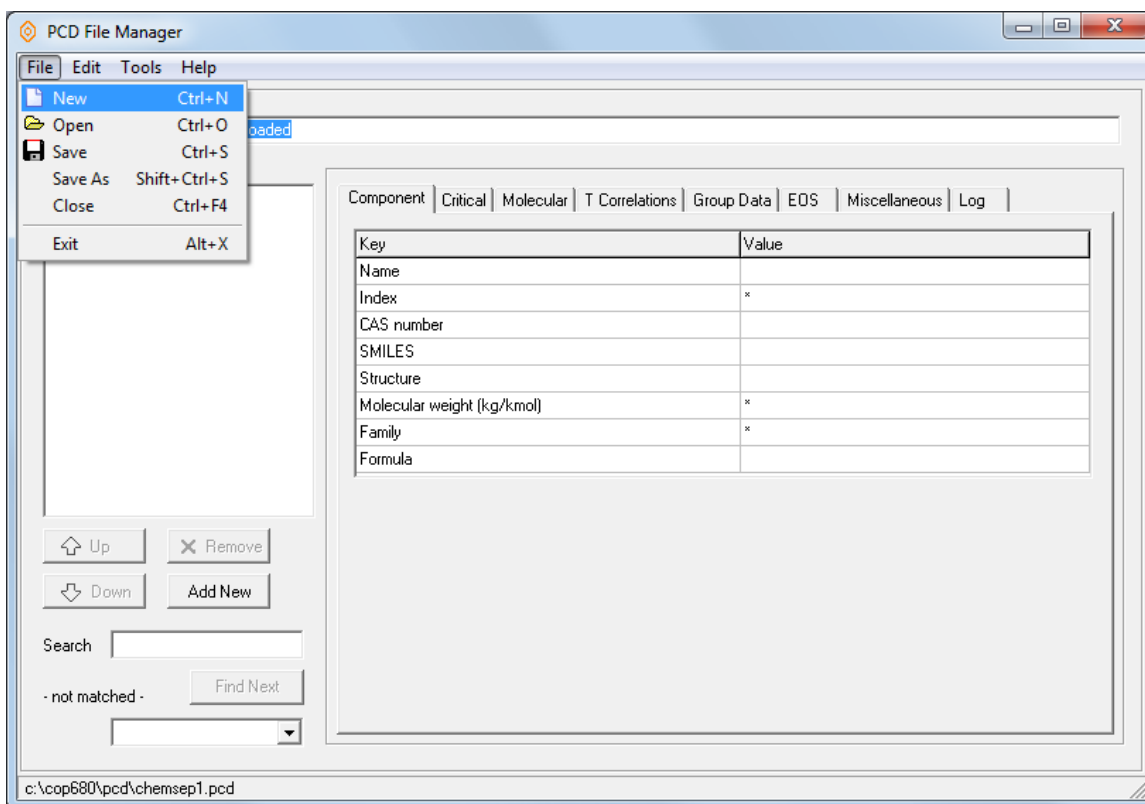 PCD File Manager
File Edit Tools Help
New Ctrl+N
Open Ctrl+O
Save Ctrl+S
Save As Shift+Ctrl+S
Close Ctrl+F4
Exit Alt+X
oaded
Component Critical Molecular T Correlations Group Data EOS Miscellaneous Log
Key Value
Name
Index *
CAS number
SMILES
Structure
Molecular weight (kg/kmol) *
Family *
Formula
Up Remove
Down Add New
Search
- not matched - Find Next
c:\cop680\pcd\chemsep1.pcd